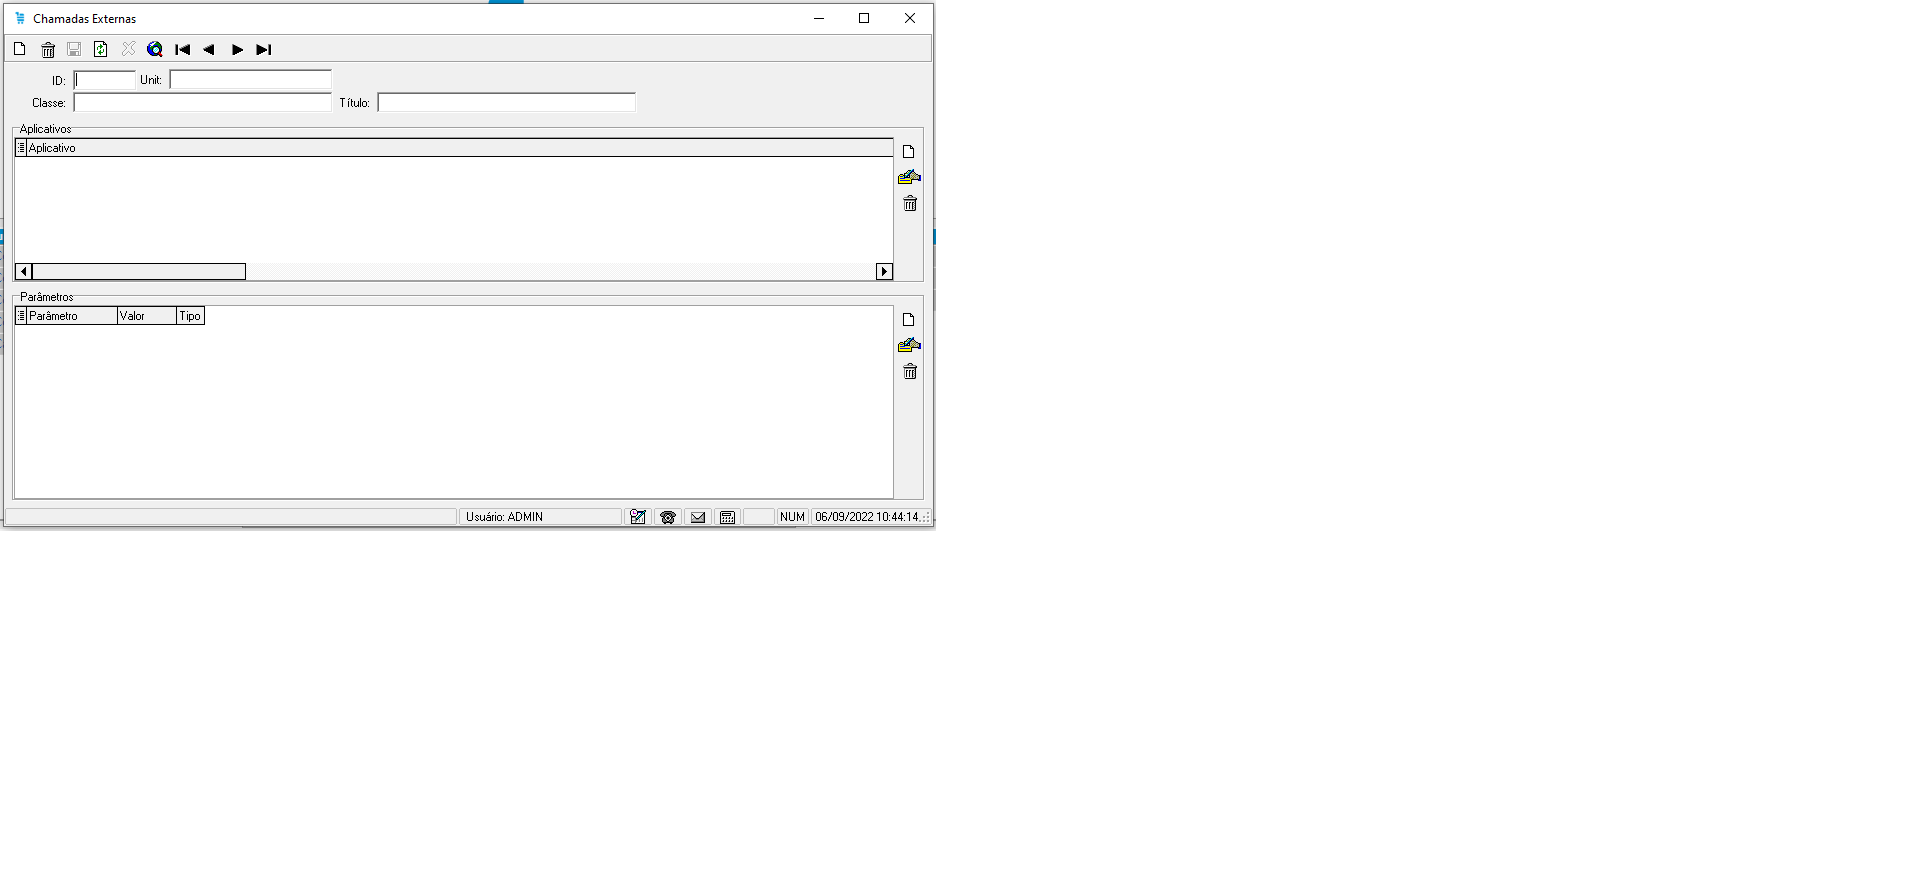 Chamadas Externas
ID: Unit:
Classe: Título:
Aplicativos
Aplicativo
Parâmetros
Parâmetro Valor Tipo
Usuário: ADMIN NUM 06/09/2022 10:44:14